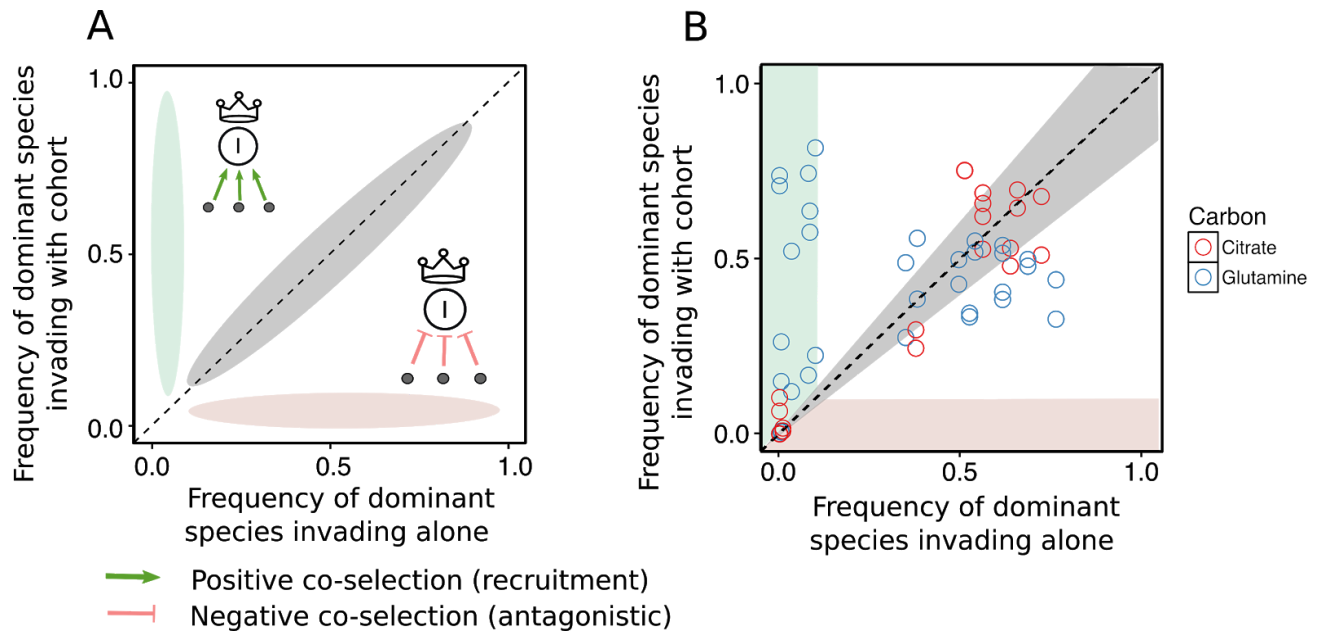 A
Frequency of dominant species
invading with cohort
1.0
0.5
0.0
I
I
0.0
0.5
1.0
Frequency of dominant
species invading alone
Positive co-selection (recruitment)
Negative co-selection (antagonistic)
B
Frequency of dominant species
invading with cohort
1.0
0.5
0.0
0.0
0.5
1.0
Frequency of dominant
species invading alone
Carbon
Citrate
Glutamine